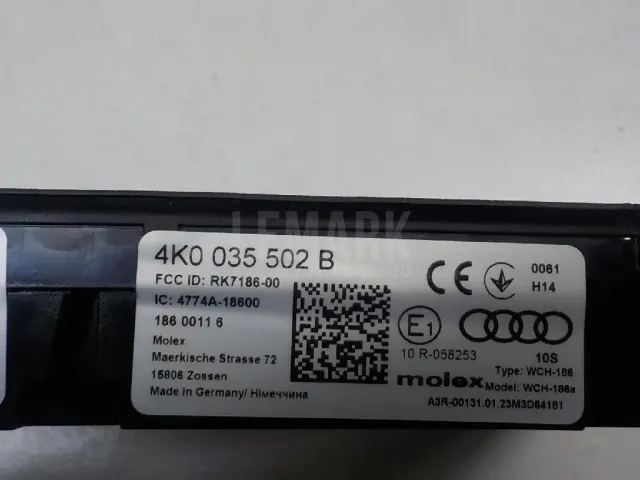 LEMARK
4K0 035 502 B
FCC ID: RK7186-00
IC: 4774A-18600
186 0011 6
Molex
Maerkische Strasse 72
15806 Zossen
Made in Germany/ Німеччина
CE
0061
H14
E1
10 R-058253
10S
Type: WCH-186
molex Model: WCH-186a
A3R-00131.01.23M3D64181